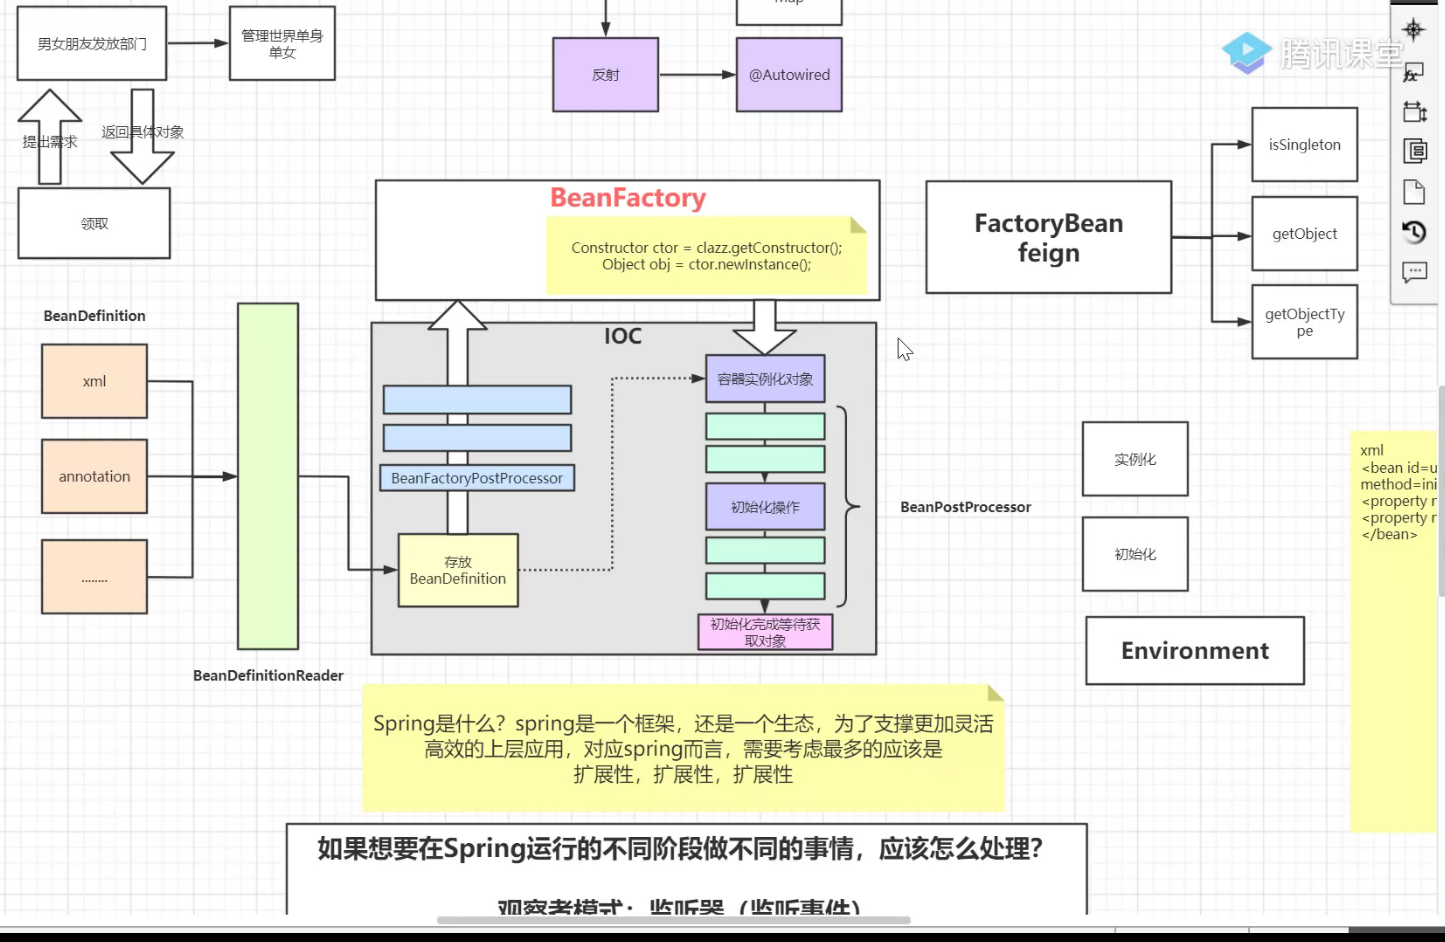 map
男女朋友发放部门
管理世界单身
单女
反射
@Autowired
腾讯课堂
提出需求
返回具体对象
领取
BeanFactory
Constructor ctor = clazz.getConstructor();
Object obj = ctor.newInstance();
FactoryBean
feign
isSingleton
getObject
getObjectTy
pe
BeanDefinition
xml
annotation
........
BeanDefinitionReader
IOC
BeanFactoryPostProcessor
存放
BeanDefinition
容器实例化对象
初始化操作
初始化完成等待获
取对象
BeanPostProcessor
实例化
初始化
Environment
xml
<bean id=u
method=ini
<property n
<property n
</bean>
Spring是什么？spring是一个框架，还是一个生态，为了支撑更加灵活
高效的上层应用，对应spring而言，需要考虑最多的应该是
扩展性，扩展性，扩展性
如果想要在Spring运行的不同阶段做不同的事情，应该怎么处理？
观察者模式：监听器（监听事件）